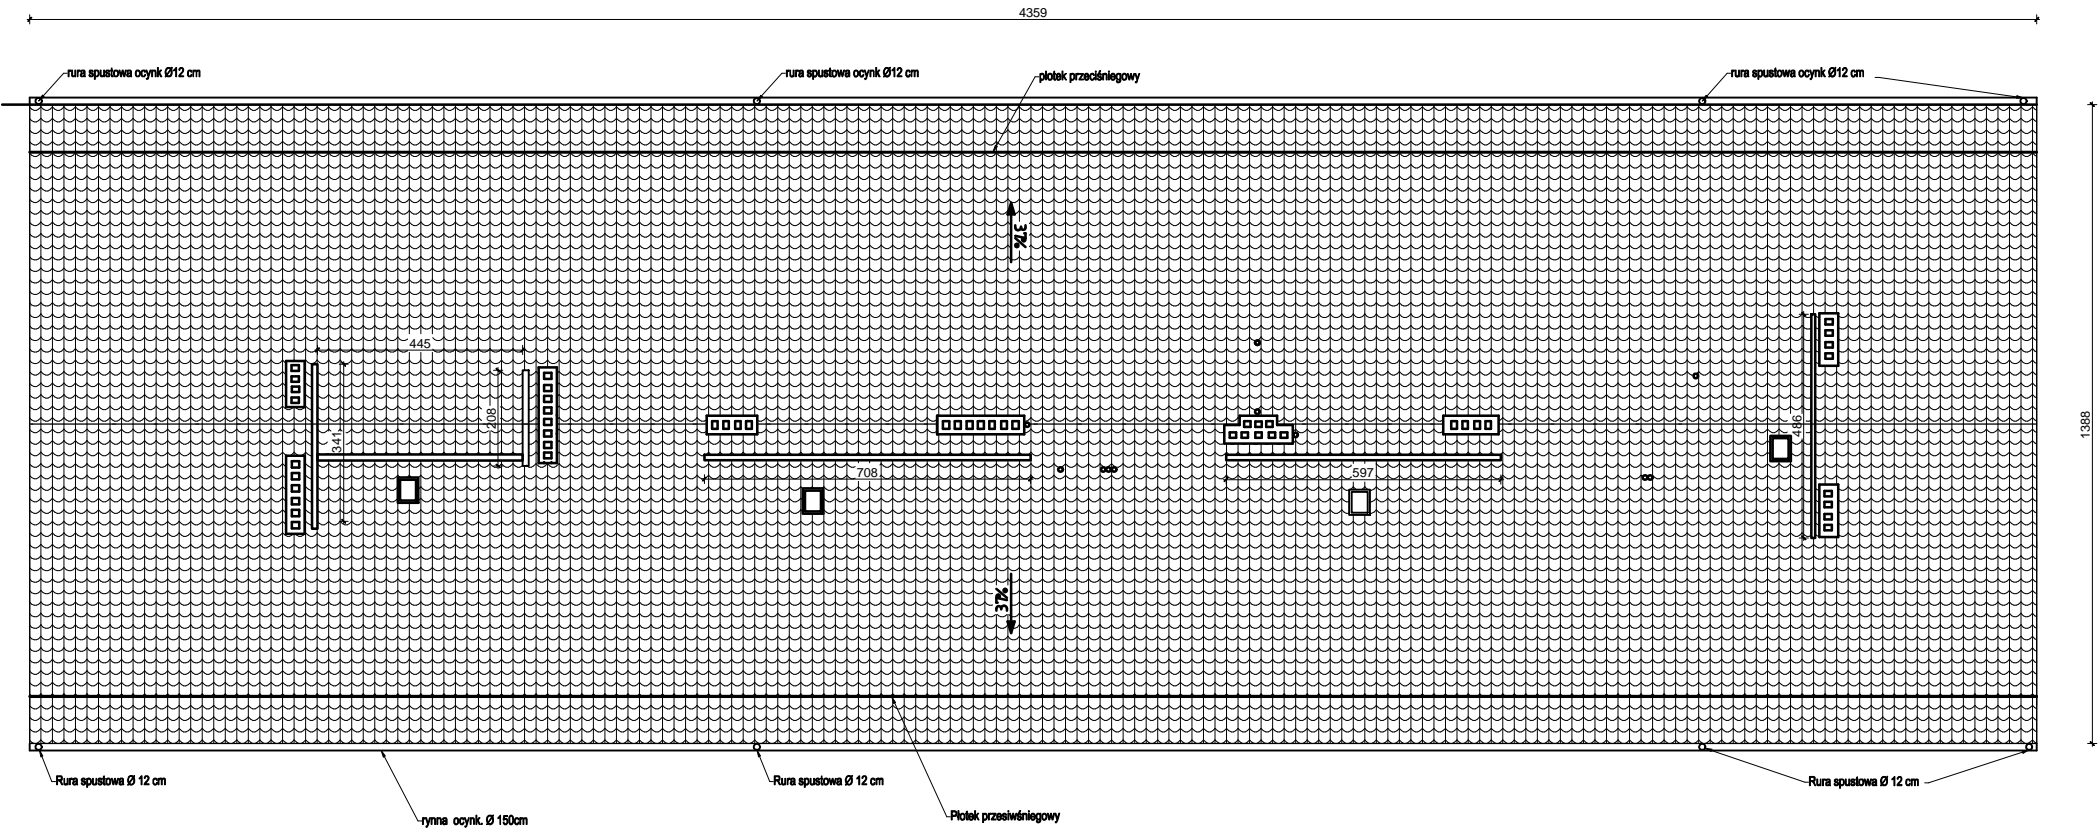 4359
rura spustowa ocynk Ø12 cm
rura spustowa ocynk Ø12 cm
płotek przeciśniegowy
rura spustowa ocynk Ø12 cm
37%
445
341
208
708
597
486
1388
37%
Rura spustowa Ø 12 cm
Rura spustowa Ø 12 cm
Rura spustowa Ø 12 cm
rynna ocynk. Ø 150cm
Płotek przesiwśniegowy